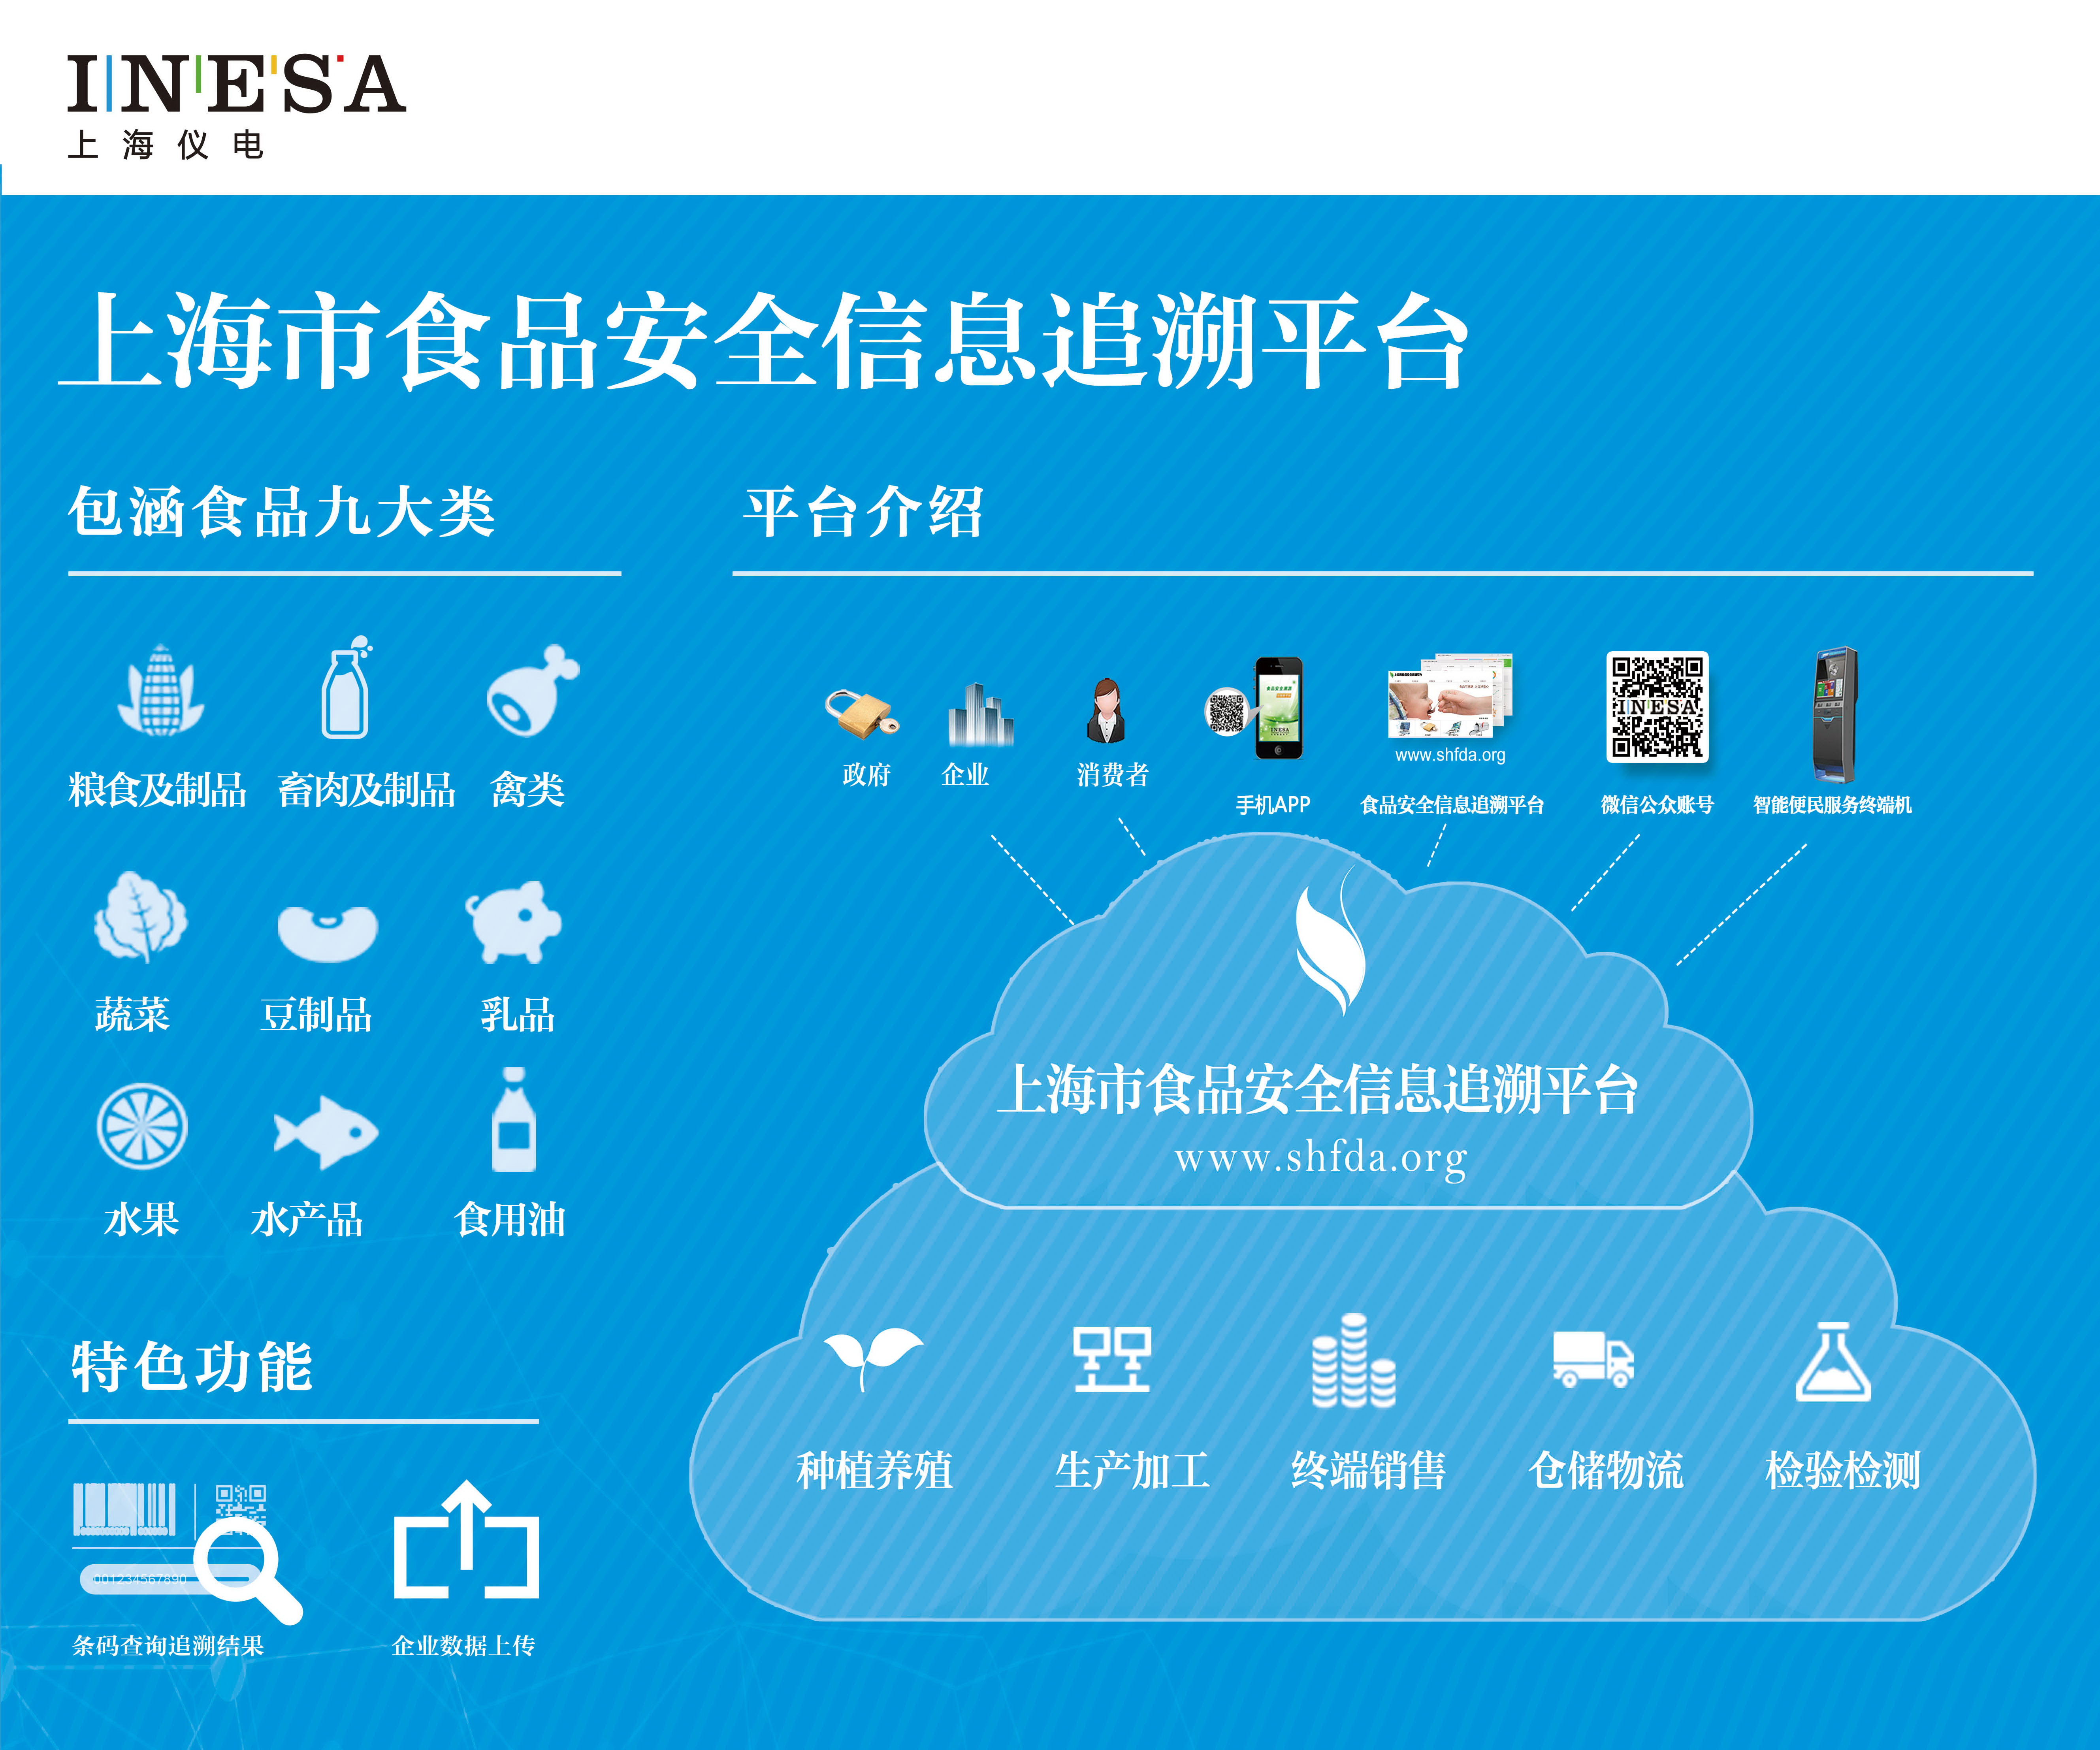 INESA
上海仪电
上海市食品安全信息追溯平台
包涵食品九大类
粮食及制品 畜肉及制品 禽类
蔬菜 豆制品 乳品
水果 水产品 食用油
特色功能
001234567890
条码查询追溯结果 企业数据上传
平台介绍
INESA
www.shfda.org
政府 企业 消费者
手机APP 食品安全信息追溯平台 微信公众账号 智能便民服务终端机
上海市食品安全信息追溯平台
www.shfda.org
种植养殖 生产加工 终端销售 仓储物流 检验检测